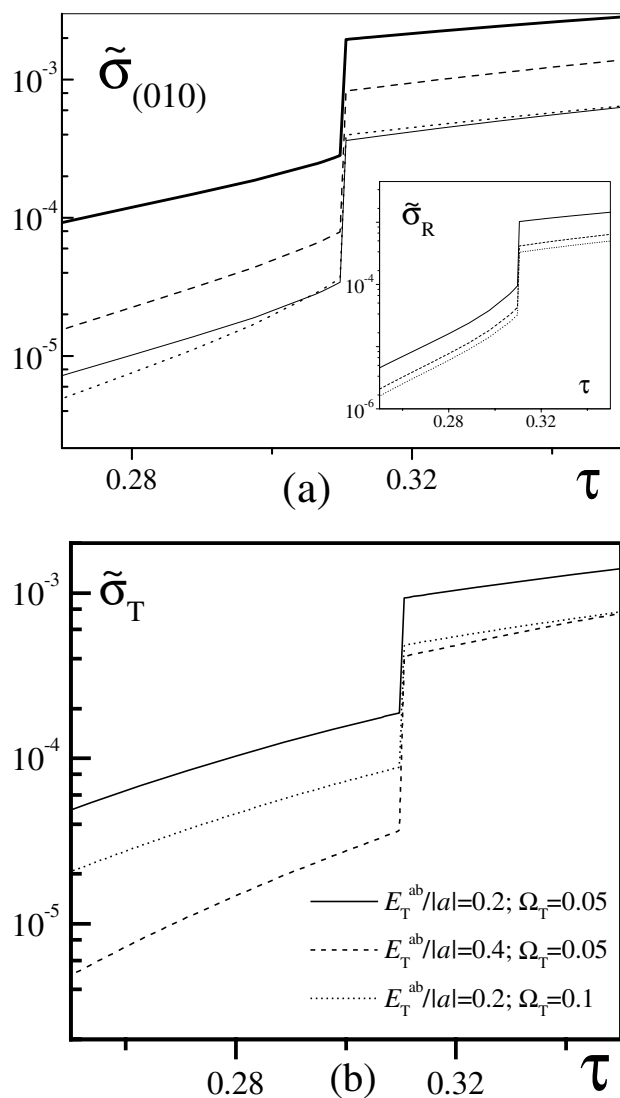 10⁻³
σ̃(010)
10⁻⁴
10⁻⁵
σ̃R
10⁻⁴
10⁻⁶
0.28
0.32
τ
0.28
(a)
0.32
τ
10⁻³
σ̃T
10⁻⁴
10⁻⁵
E_T^ab/|a|=0.2; Ω_T=0.05
E_T^ab/|a|=0.4; Ω_T=0.05
E_T^ab/|a|=0.2; Ω_T=0.1
0.28
(b)
0.32
τ